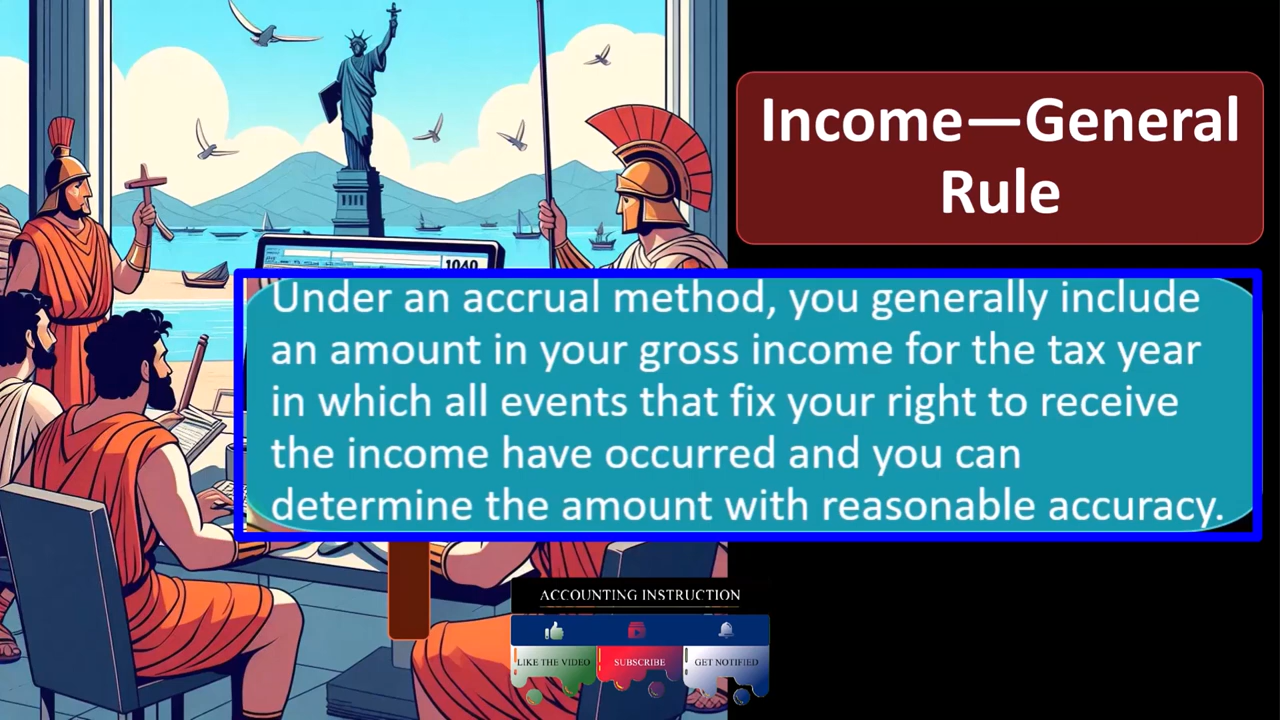 Income—General
Rule
1040
Under an accrual method, you generally include
an amount in your gross income for the tax year
in which all events that fix your right to receive
the income have occurred and you can
determine the amount with reasonable accuracy.
ACCOUNTING INSTRUCTION
LIKE THE VIDEO
SUBSCRIBE
GET NOTIFIED